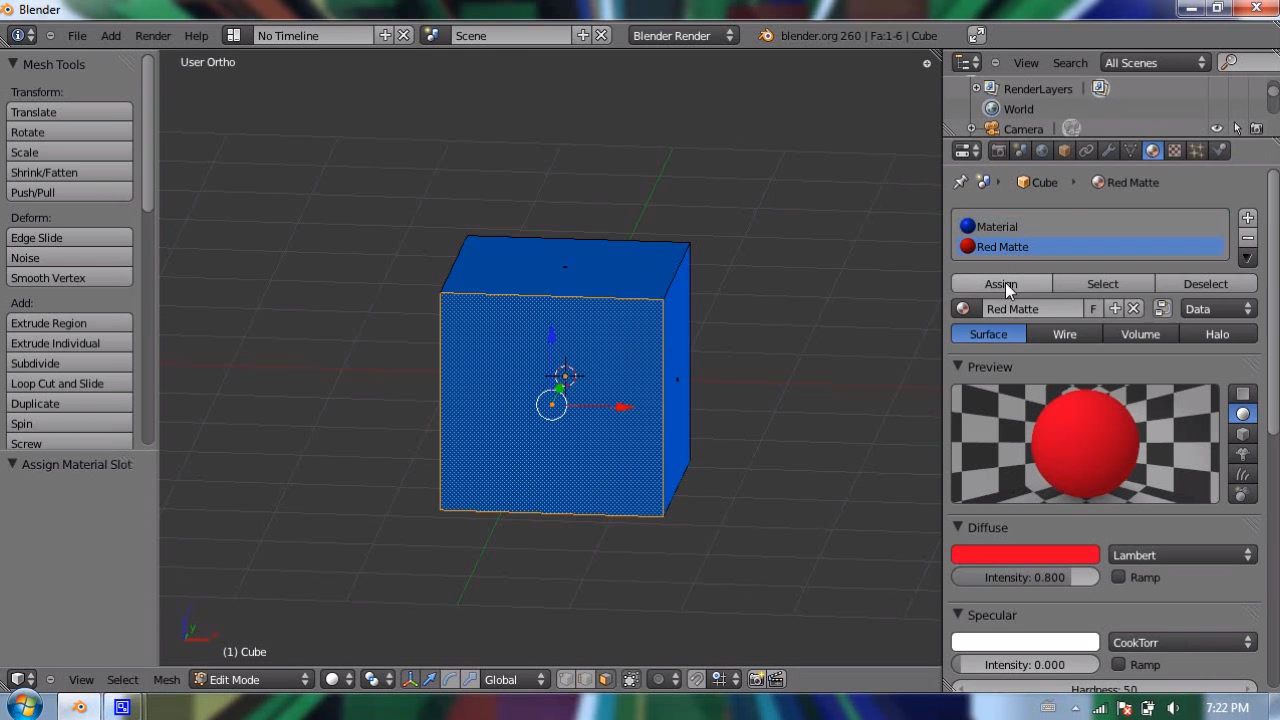 Blender
File Add Render Help No Timeline Scene Blender Render blender.org 260 | Fa:1-6 | Cube
Mesh Tools
Transform:
Translate
Rotate
Scale
Shrink/Fatten
Push/Pull
Deform:
Edge Slide
Noise
Smooth Vertex
Add:
Extrude Region
Extrude Individual
Subdivide
Loop Cut and Slide
Duplicate
Spin
Screw
Assign Material Slot
User Ortho
(1) Cube
View Select Mesh Edit Mode Global
View Search All Scenes
RenderLayers
World
Camera
Cube Red Matte
Material
Red Matte
Assign Select Deselect
Red Matte F Data
Surface Wire Volume Halo
Preview
Diffuse
Lambert
Intensity: 0.800 Ramp
Specular
CookTorr
Intensity: 0.000 Ramp
Hardness: 50
7:22 PM